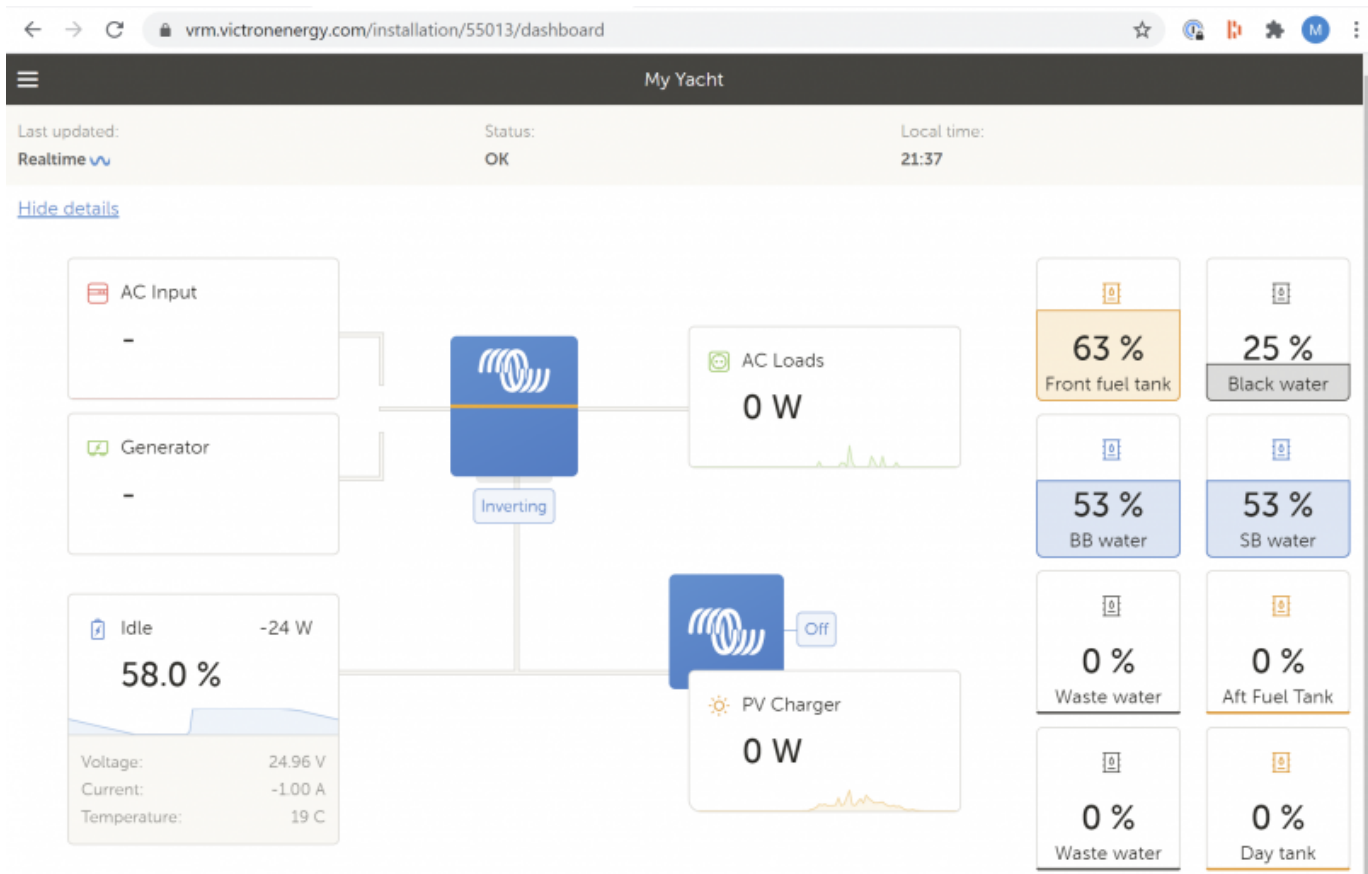 vrm.victronenergy.com/installation/55013/dashboard
M
My Yacht
Last updated:
Realtime
Status:
OK
Local time:
21:37
Hide details
AC Input
-
Generator
-
Inverting
AC Loads
0 W
Idle -24 W
58.0 %
Voltage: 24.96 V
Current: -1.00 A
Temperature: 19 C
Off
PV Charger
0 W
63 %
Front fuel tank
25 %
Black water
53 %
BB water
53 %
SB water
0 %
Waste water
0 %
Aft Fuel Tank
0 %
Waste water
0 %
Day tank